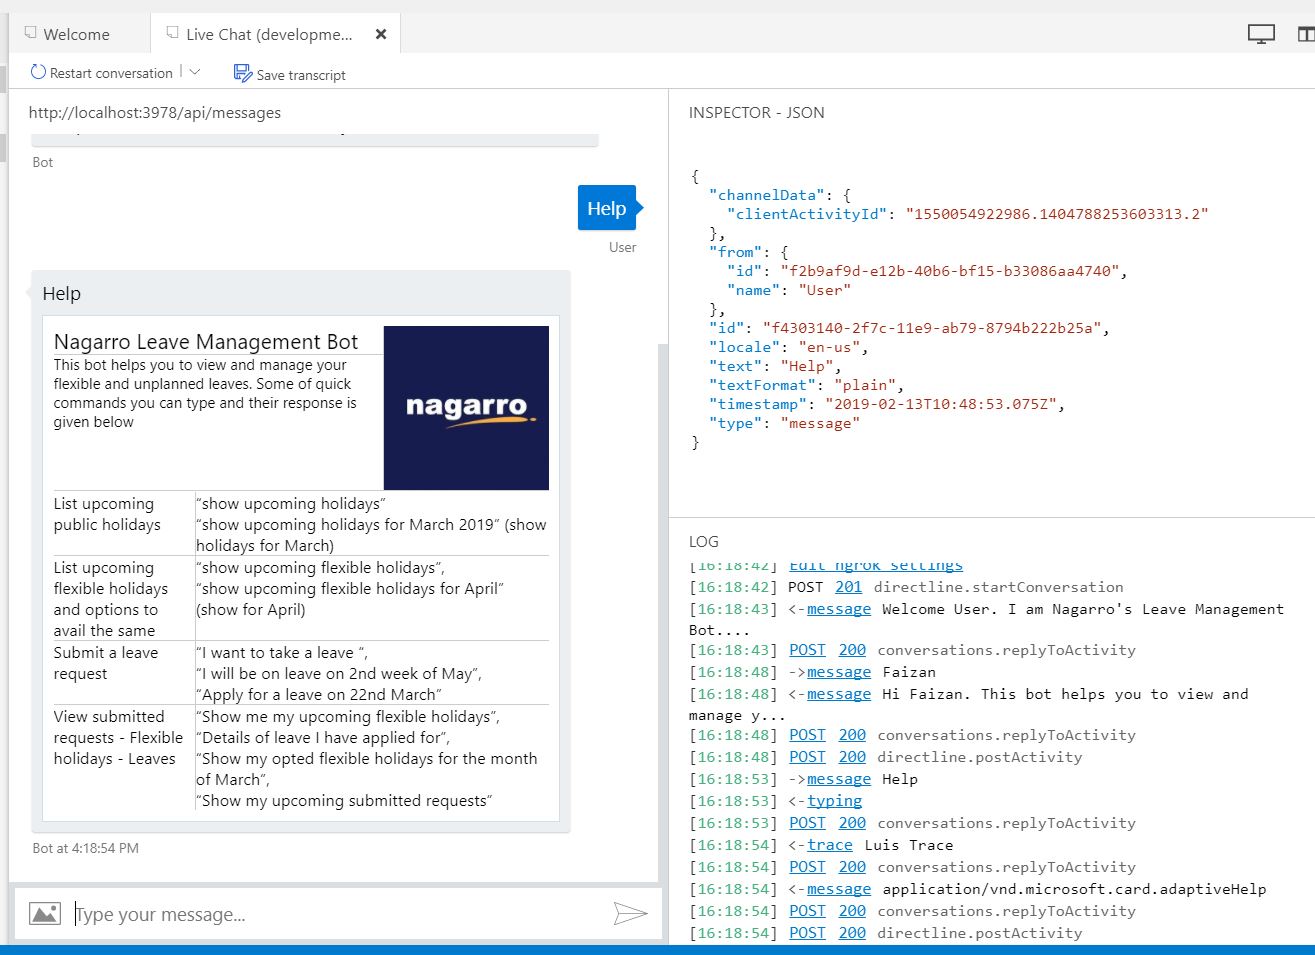 Welcome
Live Chat (developme...
Restart conversation
Save transcript
http://localhost:3978/api/messages
Bot
Help
User
Help
Nagarro Leave Management Bot
This bot helps you to view and manage your
flexible and unplanned leaves. Some of quick
commands you can type and their response is
given below
nagarro
List upcoming
public holidays
“show upcoming holidays”
“show upcoming holidays for March 2019” (show
holidays for March)
List upcoming
flexible holidays
and options to
avail the same
“show upcoming flexible holidays”,
“show upcoming flexible holidays for April”
(show for April)
Submit a leave
request
“I want to take a leave “,
“I will be on leave on 2nd week of May”,
“Apply for a leave on 22nd March”
View submitted
requests - Flexible
holidays - Leaves
“Show me my upcoming flexible holidays”,
“Details of leave I have applied for”,
“Show my opted flexible holidays for the month
of March”,
“Show my upcoming submitted requests”
Bot at 4:18:54 PM
Type your message...
INSPECTOR - JSON
{
"channelData": {
"clientActivityId": "1550054922986.1404788253603313.2"
},
"from": {
"id": "f2b9af9d-e12b-40b6-bf15-b33086aa4740",
"name": "User"
},
"id": "f4303140-2f7c-11e9-ab79-8794b222b25a",
"locale": "en-us",
"text": "Help",
"textFormat": "plain",
"timestamp": "2019-02-13T10:48:53.075Z",
"type": "message"
}
LOG
[16:18:42] Edit ngrok settings
[16:18:42] POST 201 directline.startConversation
[16:18:43] <-message Welcome User. I am Nagarro's Leave Management
Bot....
[16:18:43] POST 200 conversations.replyToActivity
[16:18:48] ->message Faizan
[16:18:48] <-message Hi Faizan. This bot helps you to view and
manage y...
[16:18:48] POST 200 conversations.replyToActivity
[16:18:48] POST 200 directline.postActivity
[16:18:53] ->message Help
[16:18:53] <-typing
[16:18:53] POST 200 conversations.replyToActivity
[16:18:54] <-trace Luis Trace
[16:18:54] POST 200 conversations.replyToActivity
[16:18:54] <-message application/vnd.microsoft.card.adaptiveHelp
[16:18:54] POST 200 conversations.replyToActivity
[16:18:54] POST 200 directline.postActivity